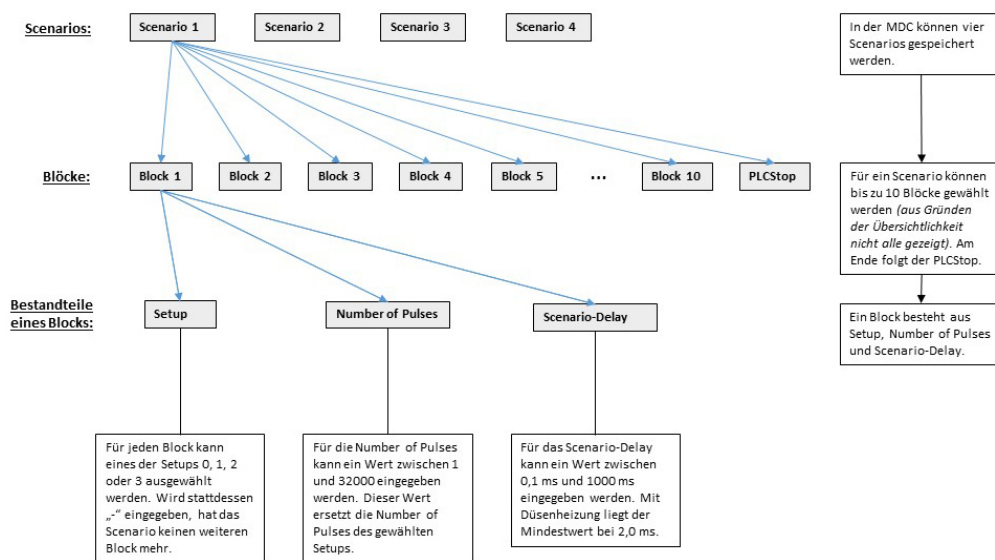 Scenarios:
Scenario 1
Scenario 2
Scenario 3
Scenario 4
In der MDC können vier
Scenarios gespeichert
werden.
Blöcke:
Block 1
Block 2
Block 3
Block 4
Block 5
...
Block 10
PLCStop
Für ein Scenario können
bis zu 10 Blöcke gewählt
werden (aus Gründen
der Übersichtlichkeit
nicht alle gezeigt). Am
Ende folgt der PLCStop.
Bestandteile
eines Blocks:
Setup
Number of Pulses
Scenario-Delay
Ein Block besteht aus
Setup, Number of Pulses
und Scenario-Delay.
Für jeden Block kann
eines der Setups 0, 1, 2
oder 3 ausgewählt
werden. Wird stattdessen
„-“ eingegeben, hat das
Scenario keinen weiteren
Block mehr.
Für die Number of Pulses
kann ein Wert zwischen 1
und 32000 eingegeben
werden. Dieser Wert
ersetzt die Number of
Pulses des gewählten
Setups.
Für das Scenario-Delay
kann ein Wert zwischen
0,1 ms und 1000 ms
eingegeben werden. Mit
Düsenheizung liegt der
Mindestwert bei 2,0 ms.